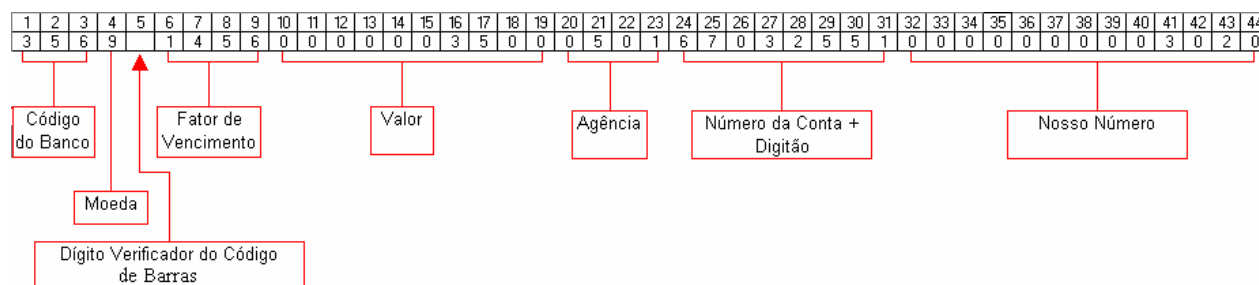 1 2 3 4 5 6 7 8 9 10 11 12 13 14 15 16 17 18 19 20 21 22 23 24 25 26 27 28 29 30 31 32 33 34 35 36 37 38 39 40 41 42 43 44
3 5 6 9 1 4 5 6 0 0 0 0 0 0 3 5 0 0 0 5 0 1 6 7 0 3 2 5 5 1 0 0 0 0 0 0 0 0 0 3 0 2 0
Código
do Banco
Fator de
Vencimento
Valor
Agência
Número da Conta +
Digitão
Nosso Número
Moeda
Dígito Verificador do Código
de Barras